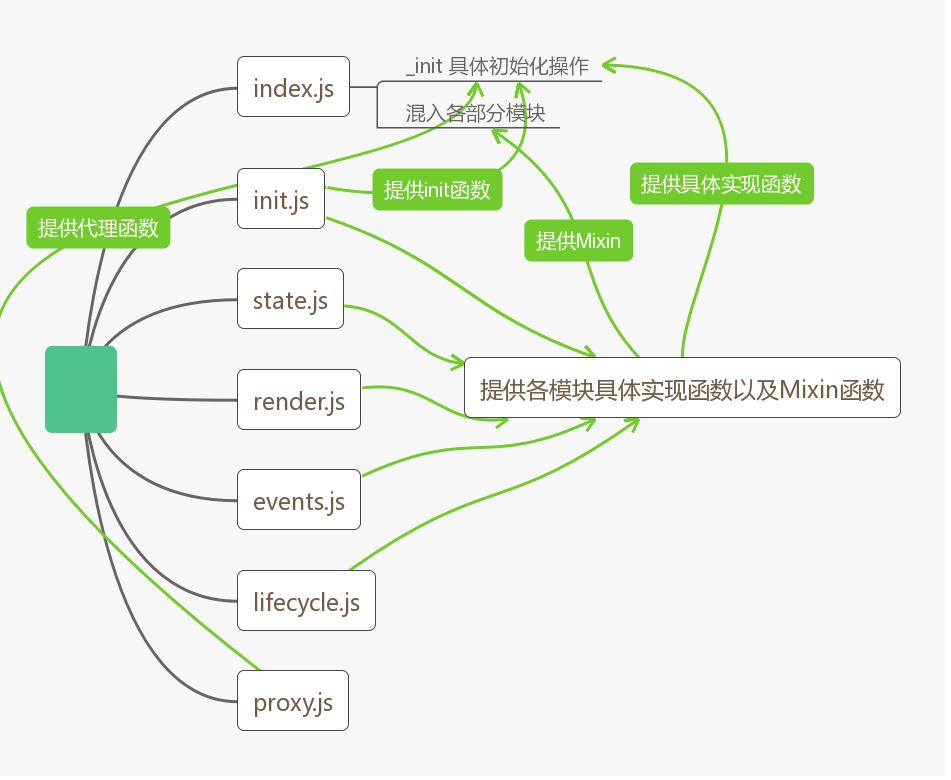 index.js
_init 具体初始化操作
混入各部分模块
init.js
提供init函数
提供具体实现函数
提供代理函数
提供Mixin
state.js
render.js
提供各模块具体实现函数以及Mixin函数
events.js
lifecycle.js
proxy.js